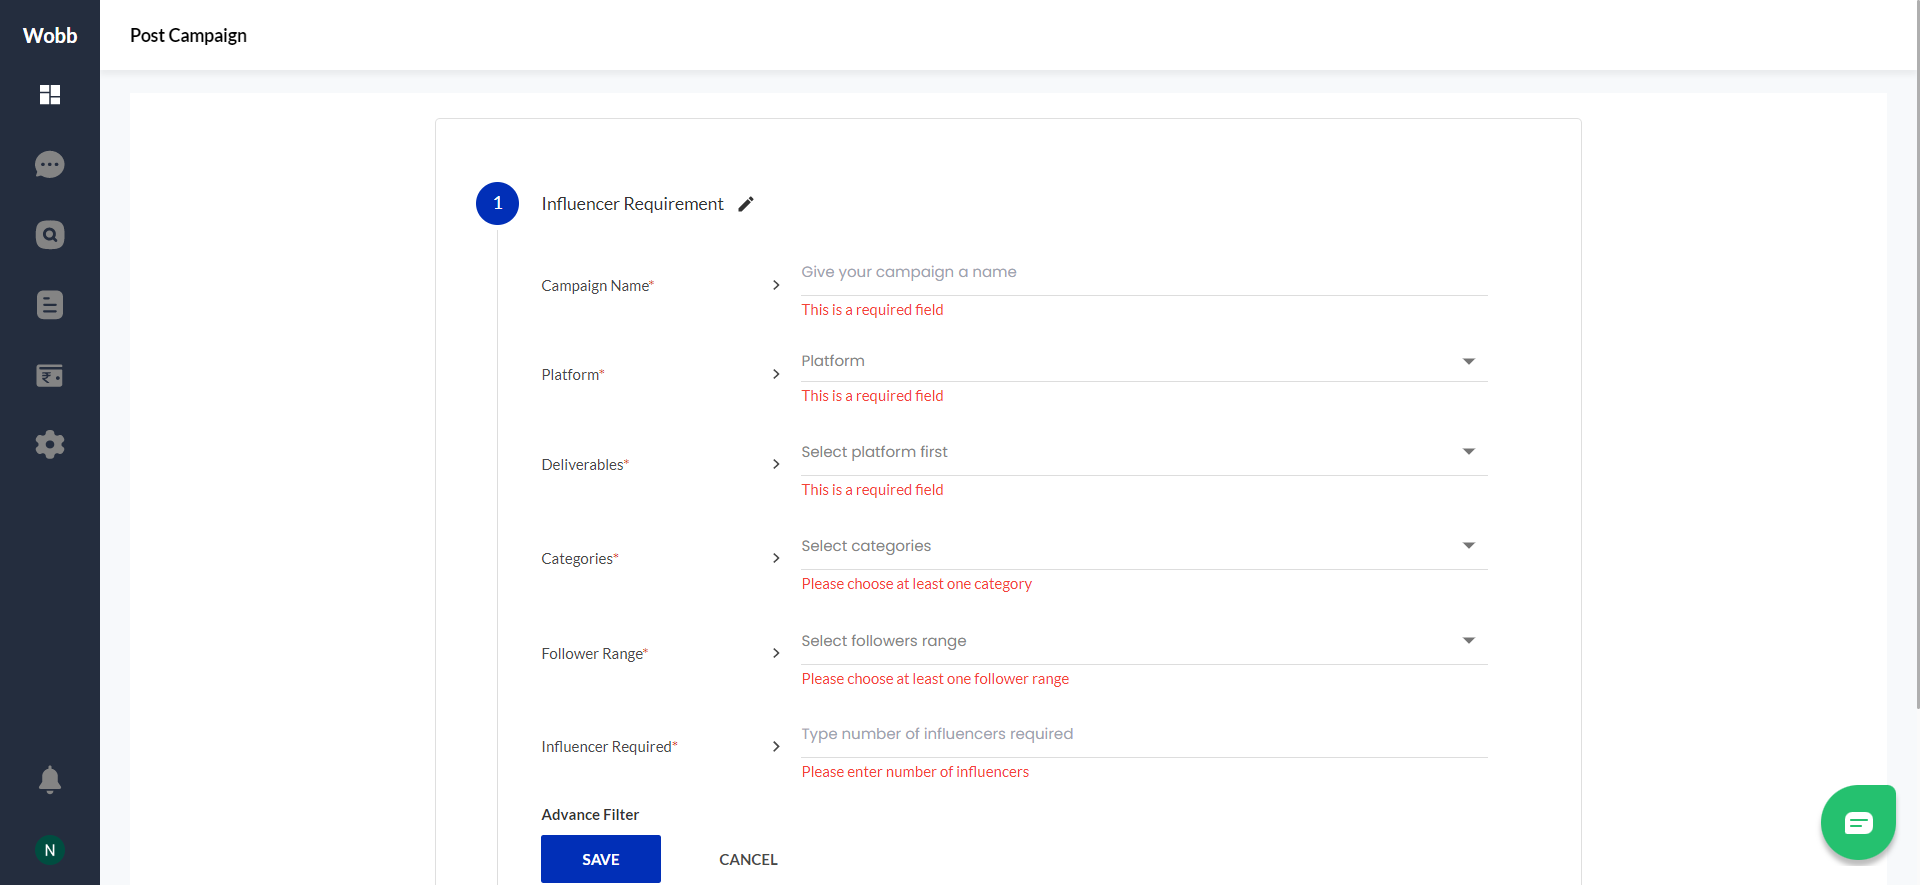 Wobb
Post Campaign
1 Influencer Requirement
Campaign Name*
Give your campaign a name
This is a required field
Platform*
Platform
This is a required field
Deliverables*
Select platform first
This is a required field
Categories*
Select categories
Please choose at least one category
Follower Range*
Select followers range
Please choose at least one follower range
Influencer Required*
Type number of influencers required
Please enter number of influencers
Advance Filter
SAVE CANCEL
N